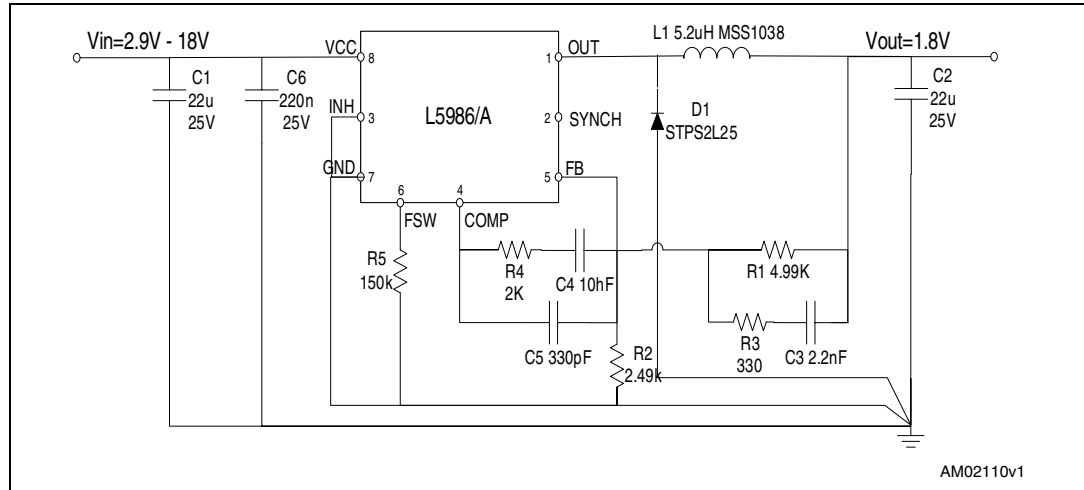 Vin=2.9V - 18V
C1
22u
25V
C6
220n
25V
VCC
8
INH
3
GND
7
L5986/A
6
FSW
4
COMP
OUT
1
2
SYNCH
FB
5
L1 5.2uH MSS1038
Vout=1.8V
C2
22u
25V
D1
STPS2L25
R5
150k
R4
2K
C4 10hF
C5 330pF
R2
2.49k
R1 4.99K
R3
330
C3 2.2nF
AM02110v1